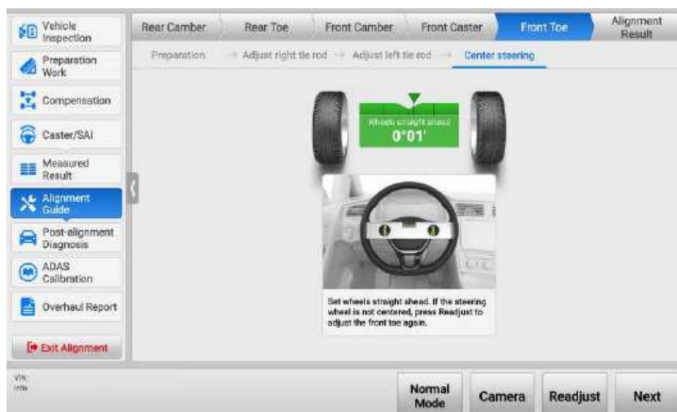 Vehicle
Inspection
Preparation
Work
Compensation
Caster/SAI
Measured
Result
Alignment
Guide
Post-alignment
Diagnosis
ADAS
Calibration
Overhaul Report
Exit Alignment
Rear Camber
Rear Toe
Front Camber
Front Caster
Front Toe
Alignment
Result
Preparation
Adjust right tie rod
Adjust left tie rod
Center steering
Wheels straight ahead
0°01'
Set wheels straight ahead. If the steering
wheel is not centered, press Readjust to
adjust the front toe again.
VIN
Info
Normal
Mode
Camera
Readjust
Next